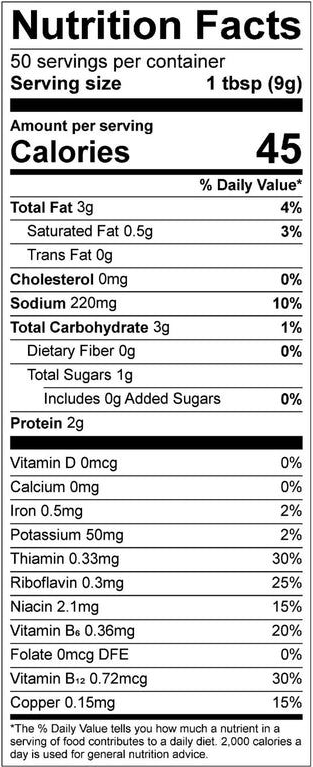 Nutrition Facts
50 servings per container
Serving size 1 tbsp (9g)
Amount per serving
Calories 45
% Daily Value*
Total Fat 3g 4%
Saturated Fat 0.5g 3%
Trans Fat 0g
Cholesterol 0mg 0%
Sodium 220mg 10%
Total Carbohydrate 3g 1%
Dietary Fiber 0g 0%
Total Sugars 1g
Includes 0g Added Sugars 0%
Protein 2g
Vitamin D 0mcg 0%
Calcium 0mg 0%
Iron 0.5mg 2%
Potassium 50mg 2%
Thiamin 0.33mg 30%
Riboflavin 0.3mg 25%
Niacin 2.1mg 15%
Vitamin B₆ 0.36mg 20%
Folate 0mcg DFE 0%
Vitamin B₁₂ 0.72mcg 30%
Copper 0.15mg 15%
*The % Daily Value tells you how much a nutrient in a
serving of food contributes to a daily diet. 2,000 calories a
day is used for general nutrition advice.